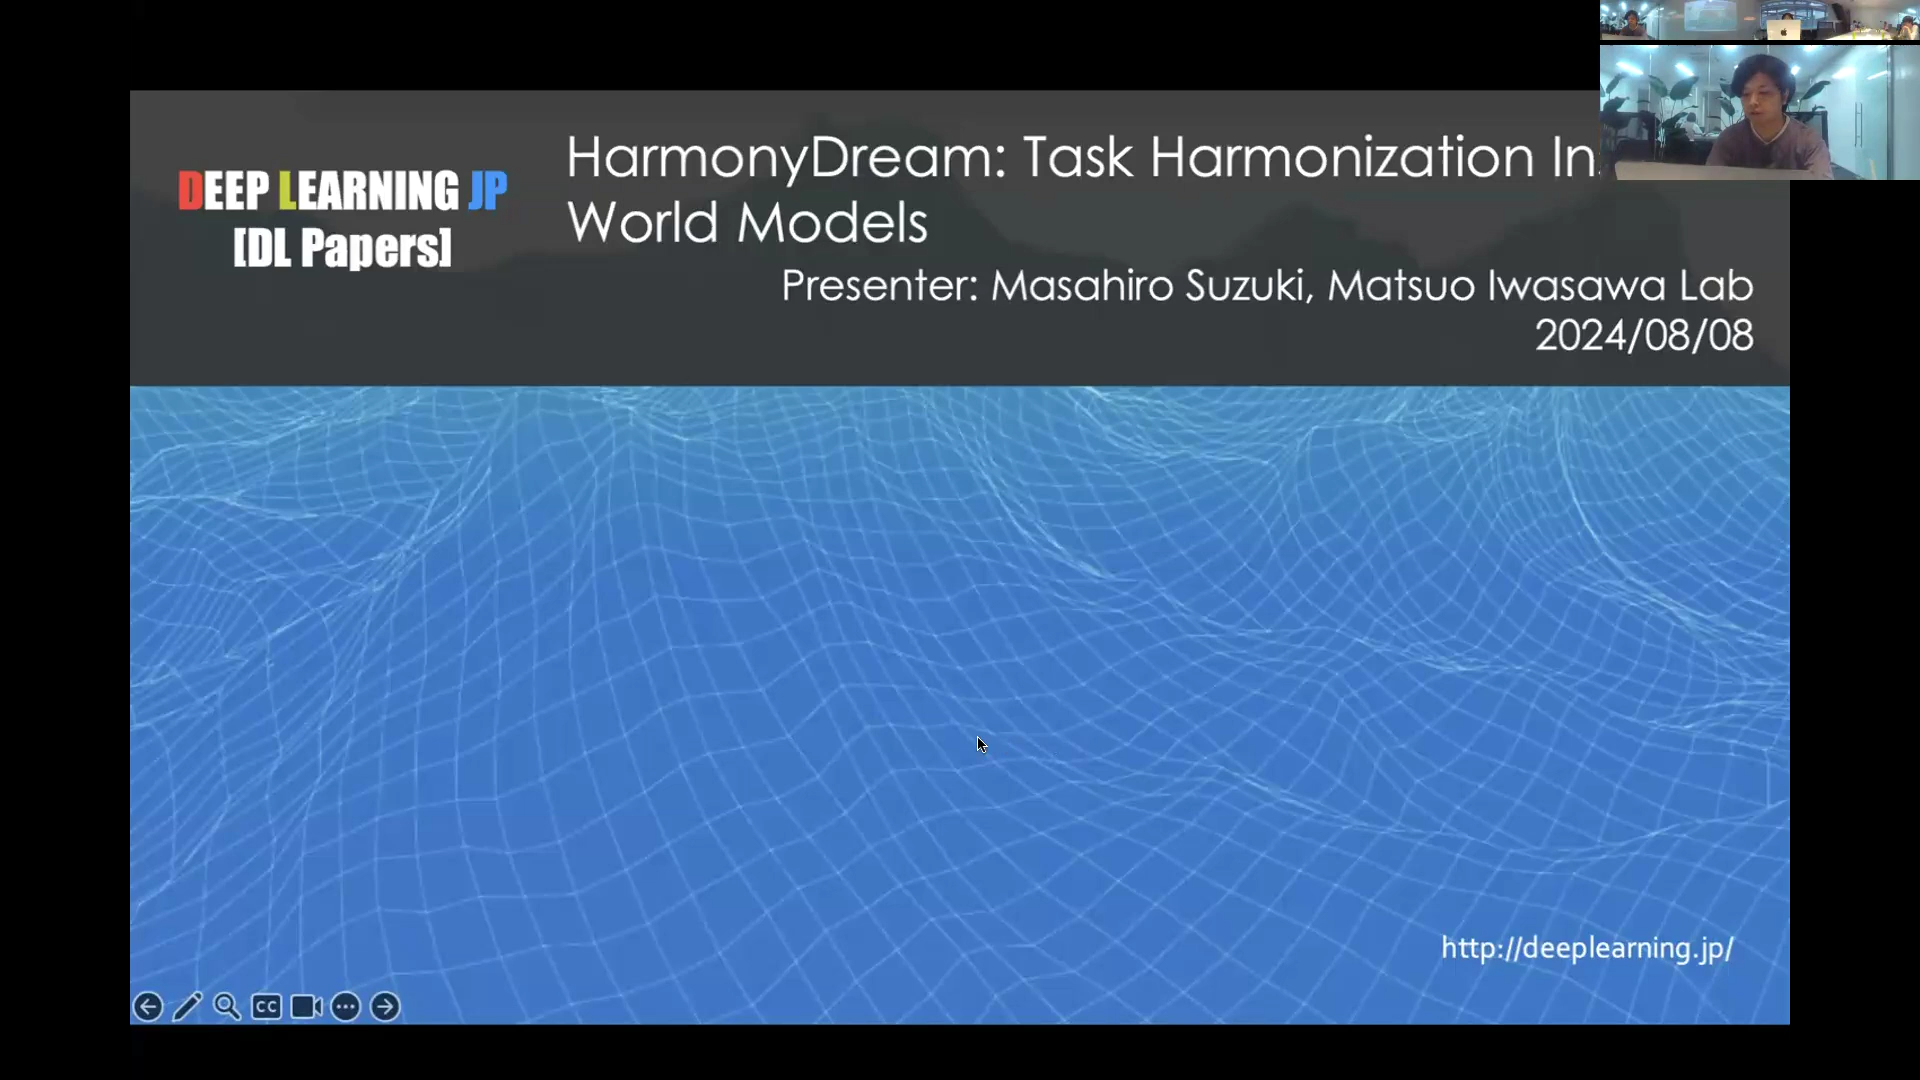 DEEP LEARNING JP
[DL Papers]
HarmonyDream: Task Harmonization
World Models
Presenter: Masahiro Suzuki, Matsuo Iwasawa Lab
2024/08/08
http://deeplearning.jp/
CC